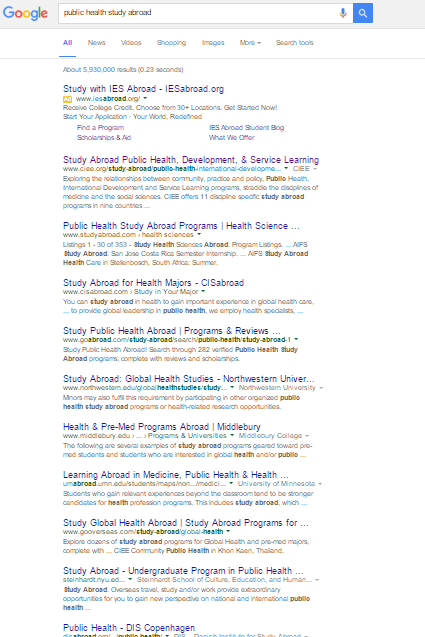 Google
public health study abroad
All News Videos Shopping Images More Search tools
About 5,930,000 results (0.23 seconds)
Study with IES Abroad - IESabroad.org
Ad www.iesabroad.org/
Receive College Credit, Choose from 30+ Locations. Get Started Now!
Start Your Application · Your World, Redefined
Find a Program IES Abroad Student Blog
Scholarships & Aid What We Offer
Study Abroad Public Health, Development, & Service Learning
www.ciee.org/study-abroad/public-health-international-developme... CIEE
Exploring the relationships between community, practice and policy, Public Health,
International Development and Service Learning programs, straddle the disciplines of
medicine and the social sciences. CIEE offers 11 discipline specific study abroad
programs in nine countries ...
Public Health Study Abroad Programs | Health Science ...
www.studyabroad.com › health sciences
Listings 1 - 30 of 353 - Study Health Sciences Abroad. Program Listings. ... AIFS
Study Abroad: San Jose Costa Rica Semester Internship. ... AIFS Study Abroad
Health Care in Stellenbosch, South Africa: Summer.
Study Abroad for Health Majors - CISabroad
www.cisabroad.com › Study in Your Major
You can study abroad in health to gain important experience in global health care,
... to provide global leadership in public health, we employ health specialists, ...
Study Public Health Abroad | Programs & Reviews ...
www.goabroad.com/study-abroad/search/public-health/study-abroad-1
Study Public Health Abroad! Search through 282 verified Public Health Study
Abroad programs, complete with reviews and scholarships.
Study Abroad: Global Health Studies - Northwestern Univer...
www.northwestern.edu/globalhealthstudies/study... Northwestern University
Minors may also fulfill this requirement by participating in other organized public
health study abroad programs or health-related research opportunities.
Health & Pre-Med Programs Abroad | Middlebury
www.middlebury.edu › ... › Programs & Universities Middlebury College
The following are several examples of study abroad programs geared toward pre-
med students and students who are interested in global health and/or public ...
Learning Abroad in Medicine, Public Health & Health ...
umabroad.umn.edu/students/maps/non.../medici... University of Minnesota
Students who gain relevant experiences beyond the classroom tend to be stronger
candidates for health profession programs. This includes study abroad, which ...
Study Global Health Abroad | Study Abroad Programs for ...
www.gooverseas.com/study-abroad/global-health
Explore dozens of study abroad programs for Global Health and pre-med majors,
complete with ... CIEE Community Public Health in Khon Kaen, Thailand.
Study Abroad - Undergraduate Program in Public Health ...
steinhardt.nyu.ed... Steinhardt School of Culture, Education, and Human...
Study Abroad. Overseas travel, study and/or work provide extraordinary
opportunities for you to gain new perspective on national and international public
health ...
Public Health - DIS Copenhagen
disabroad.org/.../public-health/ DIS - Danish Institute for Study Abroad